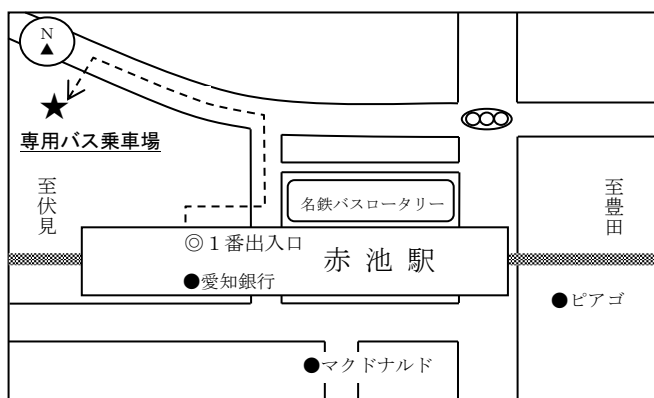 N
専用バス乗車場
至伏見
名鉄バスロータリー
至豊田
◎１番出入口
赤池駅
●愛知銀行
●ピアゴ
●マクドナルド